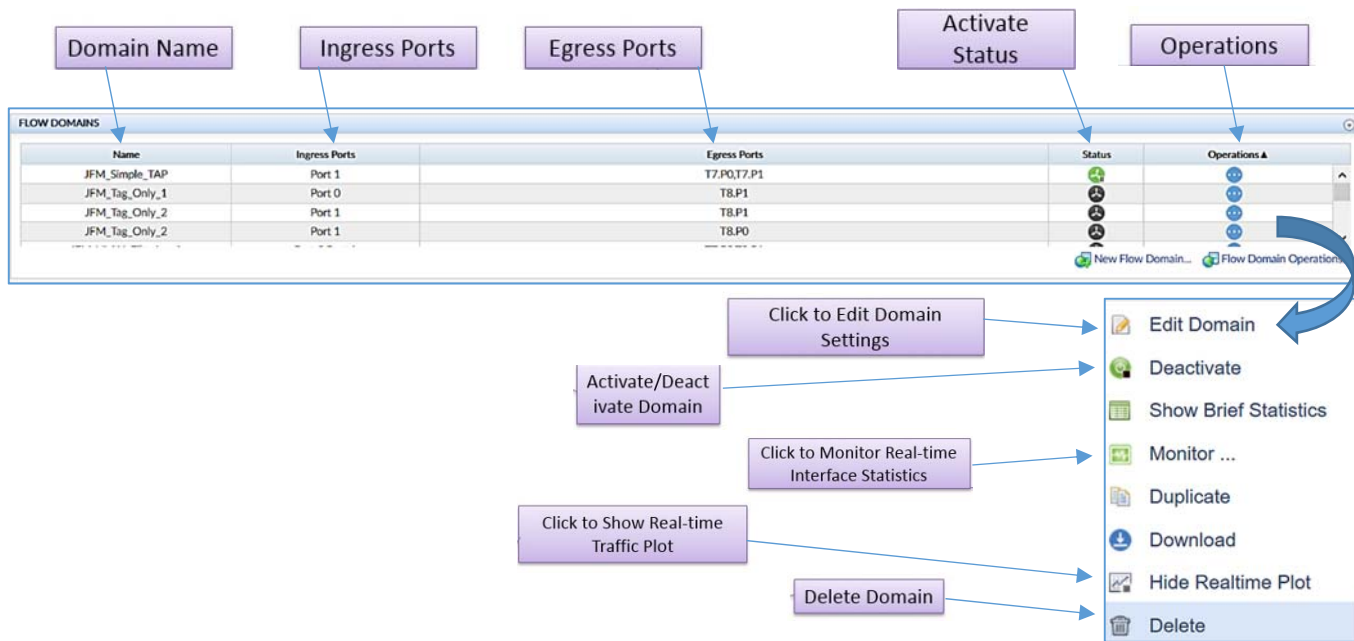 Domain Name
Ingress Ports
Egress Ports
Activate
Status
Operations
FLOW DOMAINS
Name Ingress Ports Egress Ports Status Operations▲
JFM_Simple_TAP Port 1 T7.P0,T7.P1
JFM_Tag_Only_1 Port 0 T8.P1
JFM_Tag_Only_2 Port 1 T8.P1
JFM_Tag_Only_2 Port 1 T8.P0
New Flow Domain... Flow Domain Operations
Click to Edit Domain
Settings
Edit Domain
Activate/Deact
ivate Domain
Deactivate
Show Brief Statistics
Click to Monitor Real-time
Interface Statistics
Monitor ...
Duplicate
Click to Show Real-time
Traffic Plot
Download
Hide Realtime Plot
Delete Domain
Delete